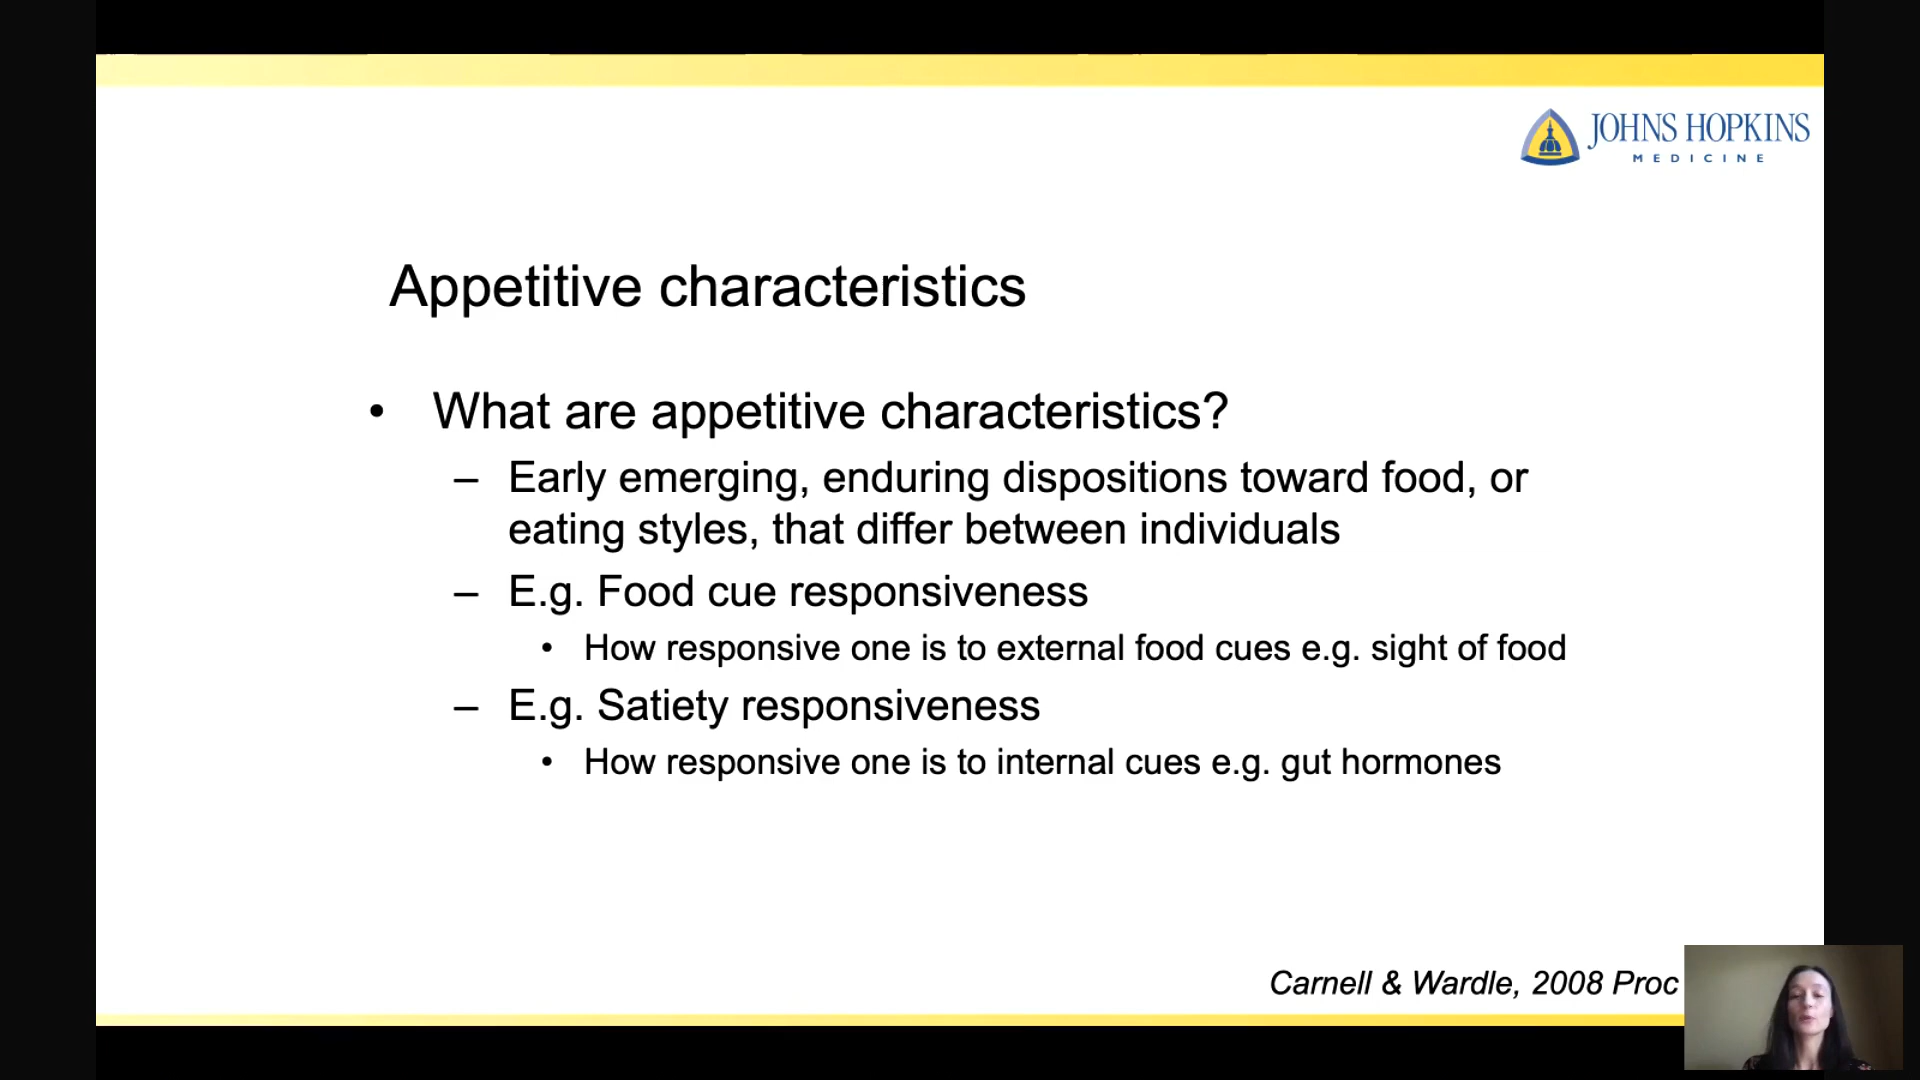 JOHNS HOPKINS
MEDICINE
Appetitive characteristics
• What are appetitive characteristics?
– Early emerging, enduring dispositions toward food, or
eating styles, that differ between individuals
– E.g. Food cue responsiveness
• How responsive one is to external food cues e.g. sight of food
– E.g. Satiety responsiveness
• How responsive one is to internal cues e.g. gut hormones
Carnell & Wardle, 2008 Proc